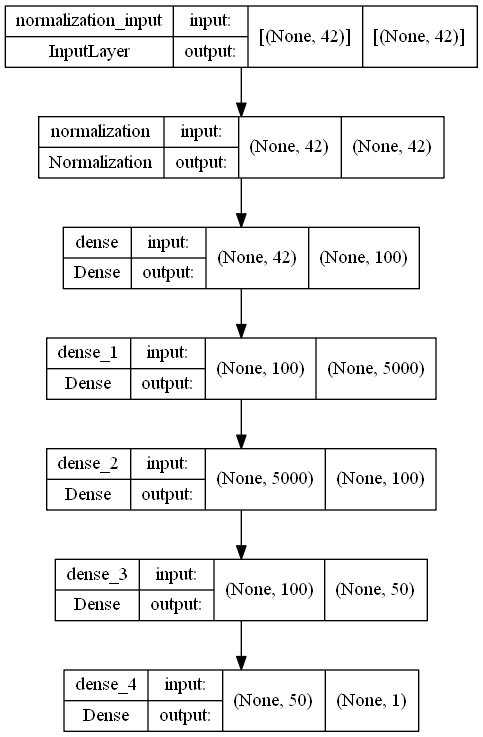 normalization_input input: [(None, 42)] [(None, 42)]
InputLayer output:
normalization input: (None, 42) (None, 42)
Normalization output:
dense input: (None, 42) (None, 100)
Dense output:
dense_1 input: (None, 100) (None, 5000)
Dense output:
dense_2 input: (None, 5000) (None, 100)
Dense output:
dense_3 input: (None, 100) (None, 50)
Dense output:
dense_4 input: (None, 50) (None, 1)
Dense output: